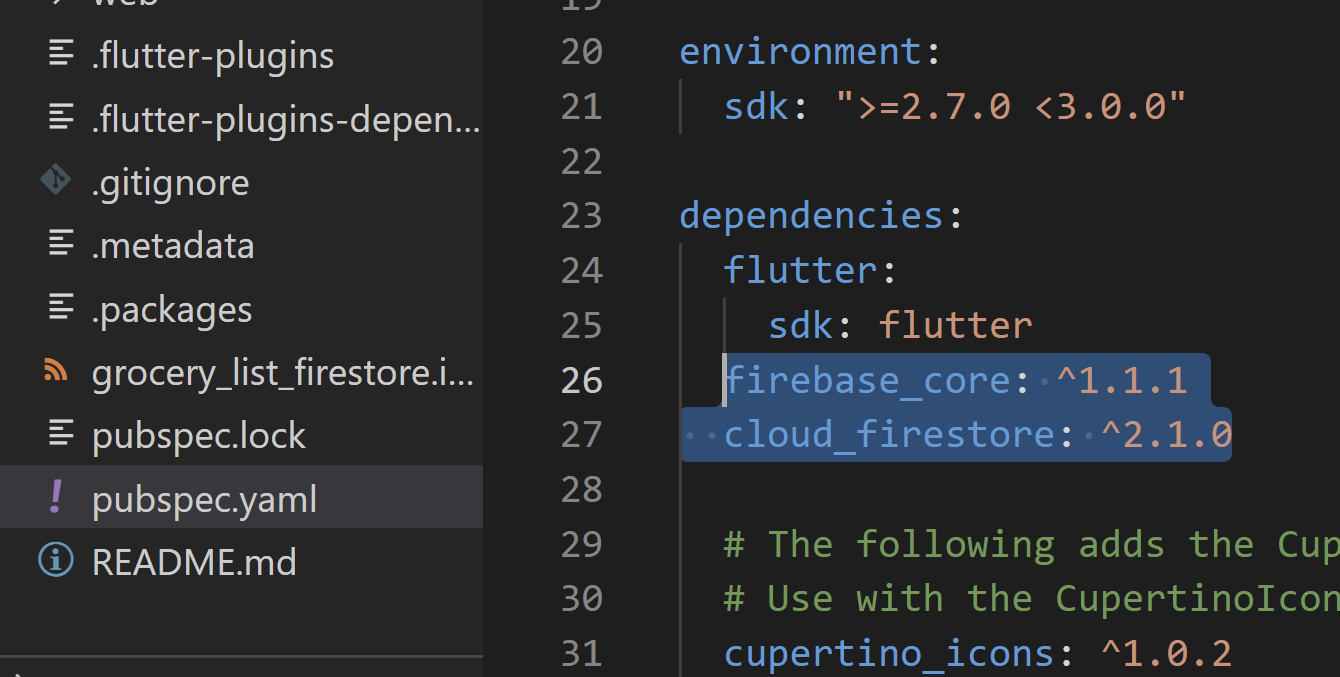 web
.flutter-plugins
.flutter-plugins-depen...
.gitignore
.metadata
.packages
grocery_list_firestore.i...
pubspec.lock
! pubspec.yaml
README.md
19
20 environment:
21 sdk: ">=2.7.0 <3.0.0"
22
23 dependencies:
24 flutter:
25 sdk: flutter
26 firebase_core: ^1.1.1
27 cloud_firestore: ^2.1.0
28
29 # The following adds the Cup
30 # Use with the CupertinoIcon
31 cupertino_icons: ^1.0.2